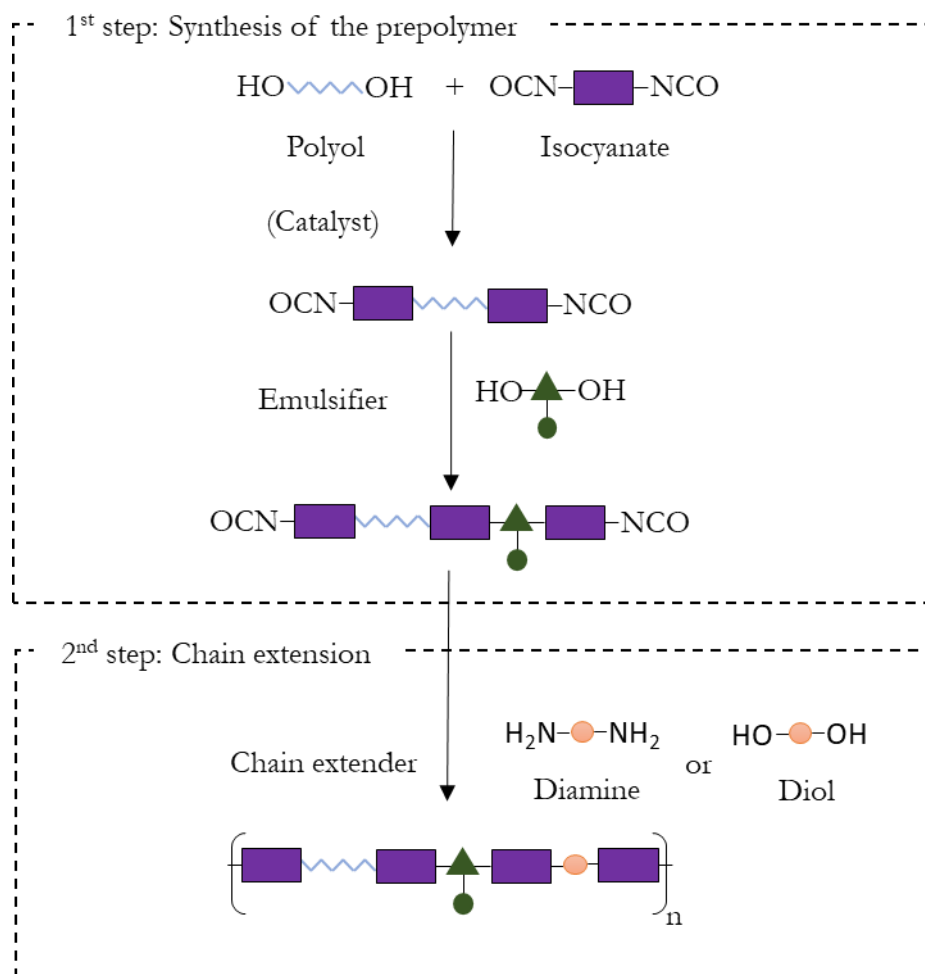 1st step: Synthesis of the prepolymer
HO OH + OCN NCO
Polyol Isocyanate
(Catalyst)
OCN NCO
Emulsifier HO OH
OCN NCO
2nd step: Chain extension
H2N NH2 or HO OH
Chain extender Diamine Diol
n